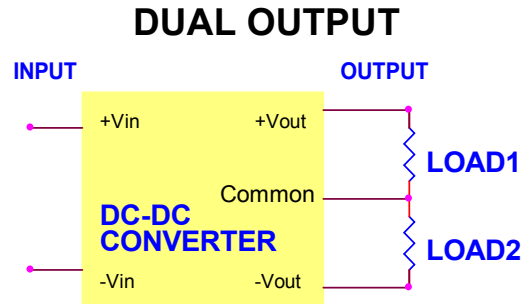 DUAL OUTPUT
INPUT OUTPUT
+Vin +Vout
LOAD1
Common
DC-DC
CONVERTER
LOAD2
-Vin -Vout